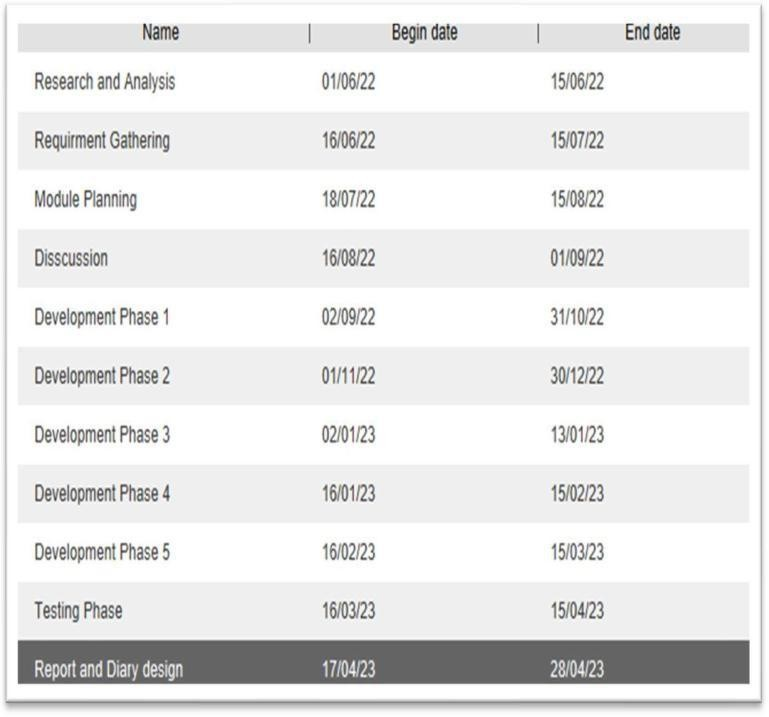 Name | Begin date | End date
Research and Analysis 01/06/22 15/06/22
Requirment Gathering 16/06/22 15/07/22
Module Planning 18/07/22 15/08/22
Disscussion 16/08/22 01/09/22
Development Phase 1 02/09/22 31/10/22
Development Phase 2 01/11/22 30/12/22
Development Phase 3 02/01/23 13/01/23
Development Phase 4 16/01/23 15/02/23
Development Phase 5 16/02/23 15/03/23
Testing Phase 16/03/23 15/04/23
Report and Diary design 17/04/23 28/04/23